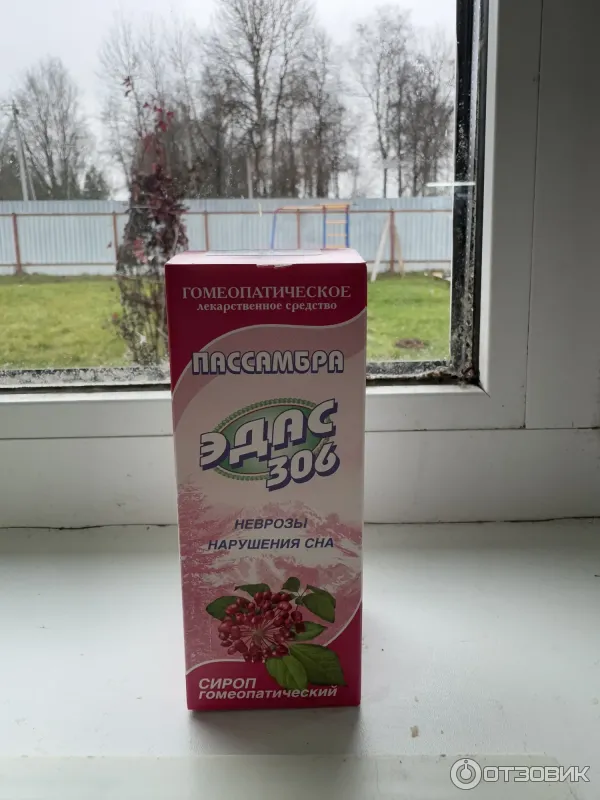 ГОМЕОПАТИЧЕСКОЕ
лекарственное средство
ПАССАМБРА
ЭДАС
306
НЕВРОЗЫ
НАРУШЕНИЯ СНА
СИРОП
гомеопатический
ОТЗОВИК